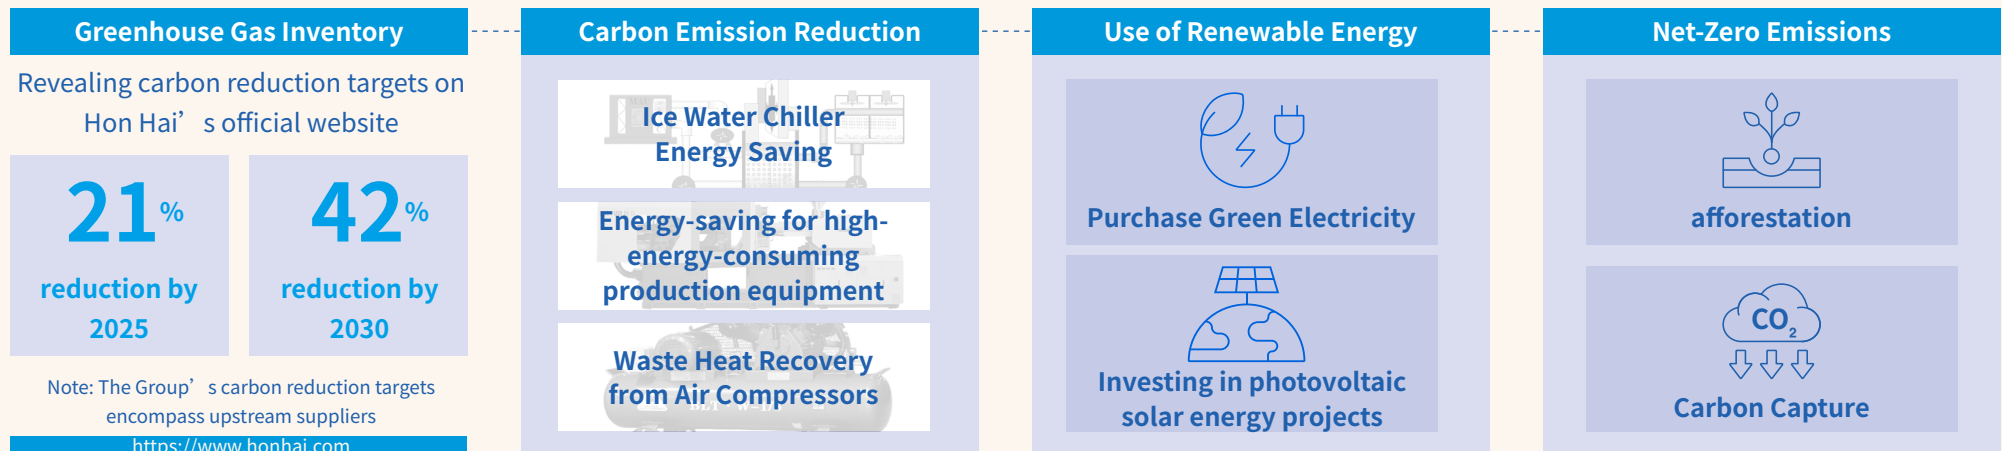 Greenhouse Gas Inventory
Revealing carbon reduction targets on
Hon Hai’s official website
21%
reduction by
2025
42%
reduction by
2030
Note: The Group’s carbon reduction targets
encompass upstream suppliers
https://www.honhai.com
Carbon Emission Reduction
Ice Water Chiller
Energy Saving
Energy-saving for high-
energy-consuming
production equipment
Waste Heat Recovery
from Air Compressors
Use of Renewable Energy
Purchase Green Electricity
Investing in photovoltaic
solar energy projects
Net-Zero Emissions
afforestation
CO2
Carbon Capture